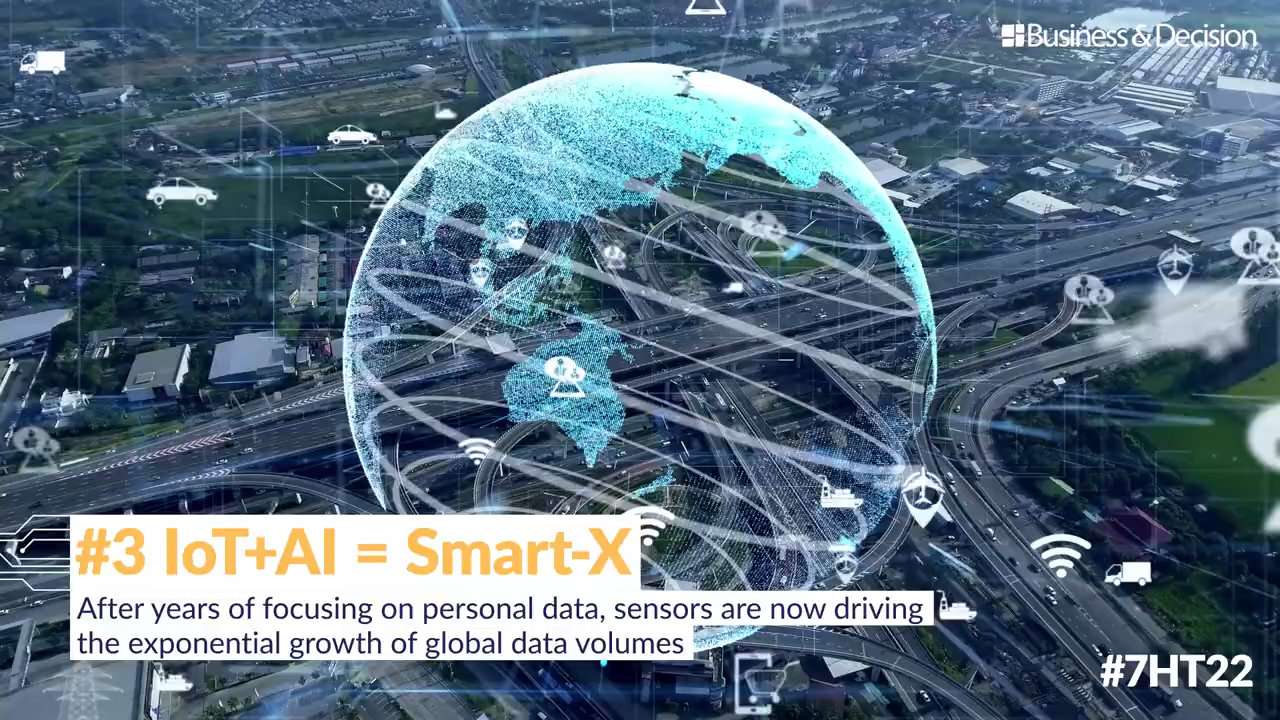 Business & Decision
#3 IoT+AI = Smart-X
After years of focusing on personal data, sensors are now driving
the exponential growth of global data volumes
#7HT22